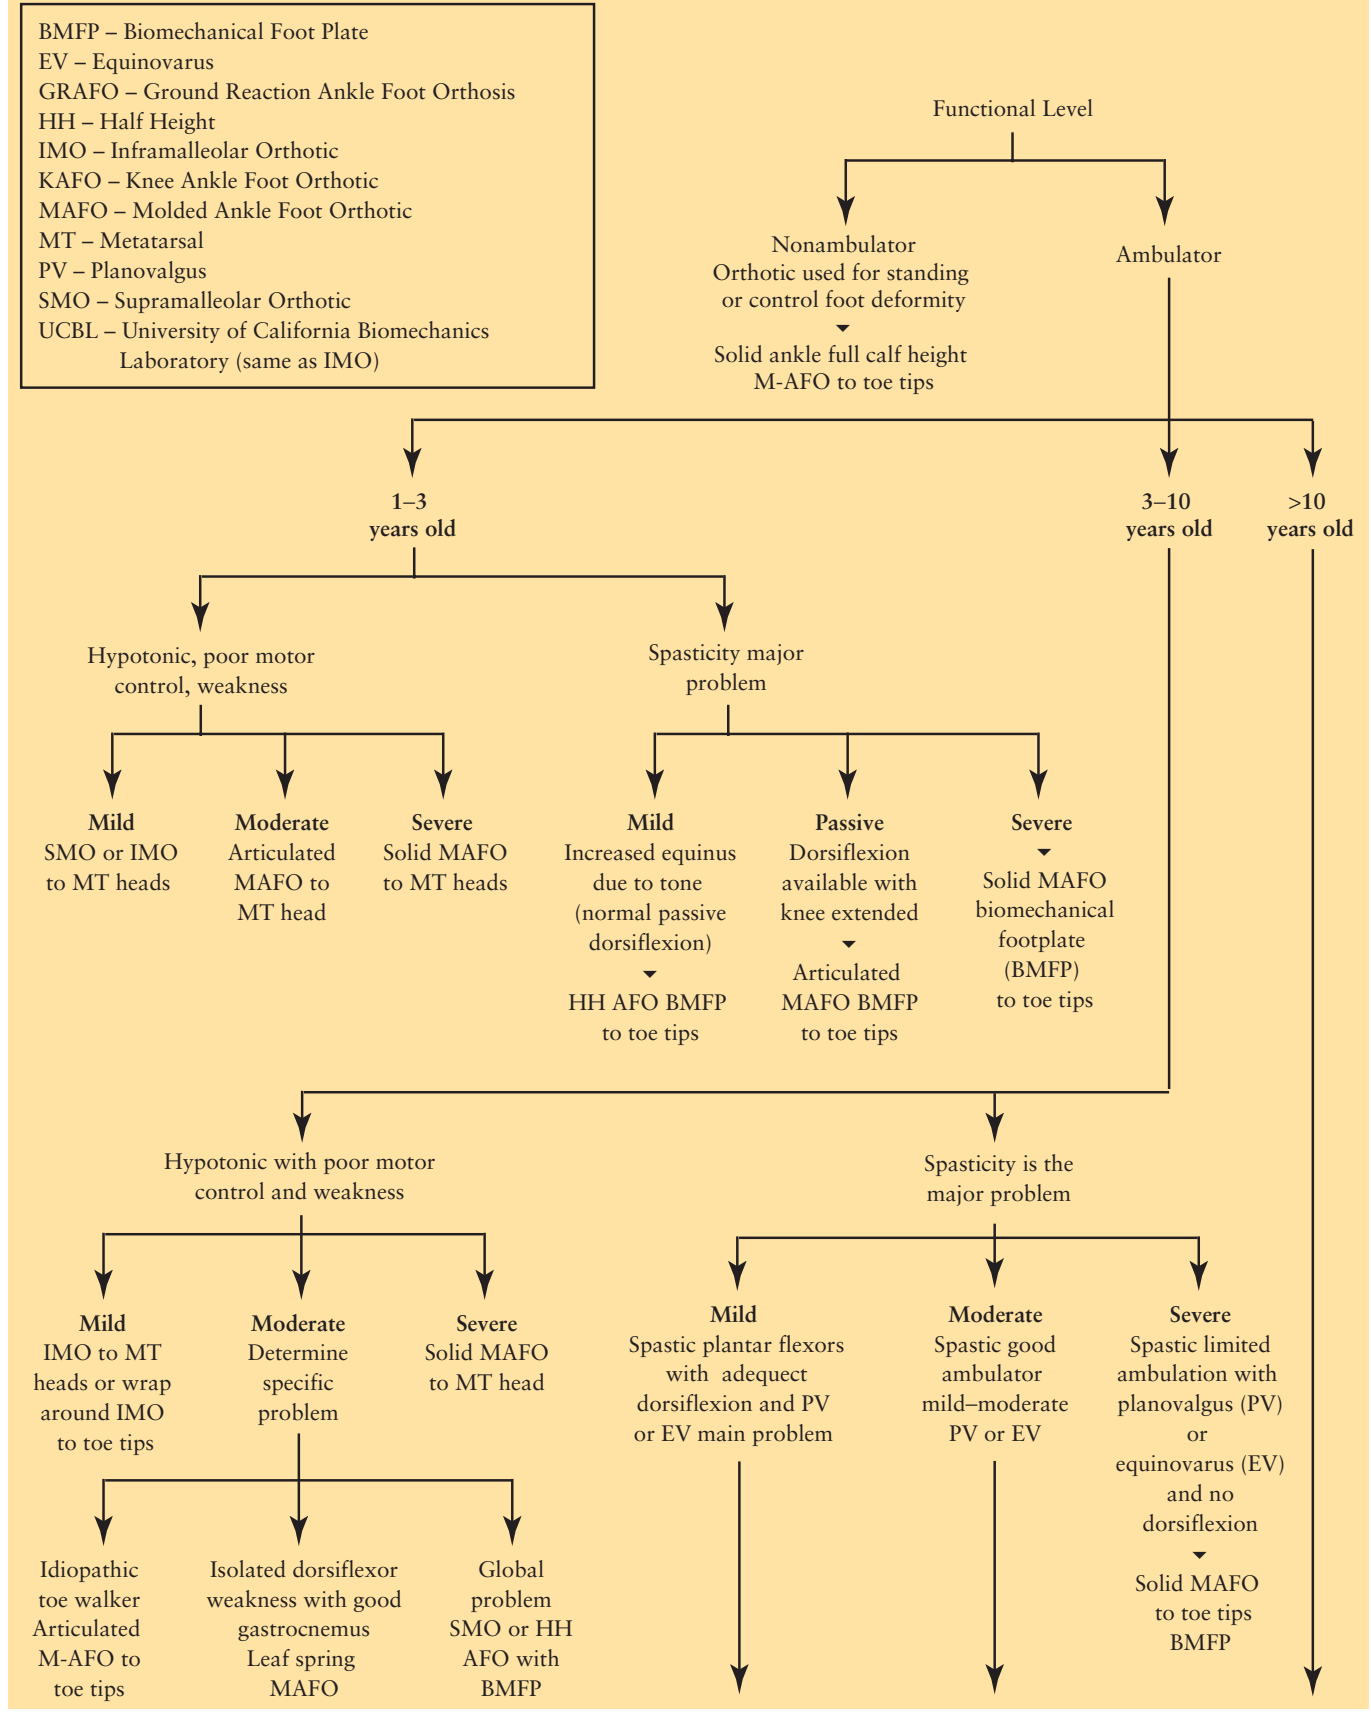 BMFP – Biomechanical Foot Plate
EV – Equinovarus
GRAFO – Ground Reaction Ankle Foot Orthosis
HH – Half Height
IMO – Inframalleolar Orthotic
KAFO – Knee Ankle Foot Orthotic
MAFO – Molded Ankle Foot Orthotic
MT – Metatarsal
PV – Planovalgus
SMO – Supramalleolar Orthotic
UCBL – University of California Biomechanics
Laboratory (same as IMO)
Functional Level
Nonambulator
Orthotic used for standing
or control foot deformity
Solid ankle full calf height
M-AFO to toe tips
Ambulator
1–3
years old
3–10
years old
>10
years old
Hypotonic, poor motor
control, weakness
Spasticity major
problem
Mild
SMO or IMO
to MT heads
Moderate
Articulated
MAFO to
MT head
Severe
Solid MAFO
to MT heads
Mild
Increased equinus
due to tone
(normal passive
dorsiflexion)
HH AFO BMFP
to toe tips
Passive
Dorsiflexion
available with
knee extended
Articulated
MAFO BMFP
to toe tips
Severe
Solid MAFO
biomechanical
footplate
(BMFP)
to toe tips
Hypotonic with poor motor
control and weakness
Spasticity is the
major problem
Mild
IMO to MT
heads or wrap
around IMO
to toe tips
Moderate
Determine
specific
problem
Severe
Solid MAFO
to MT head
Mild
Spastic plantar flexors
with adequect
dorsiflexion and PV
or EV main problem
Moderate
Spastic good
ambulator
mild–moderate
PV or EV
Severe
Spastic limited
ambulation with
planovalgus (PV)
or
equinovarus (EV)
and no
dorsiflexion
Solid MAFO
to toe tips
BMFP
Idiopathic
toe walker
Articulated
M-AFO to
toe tips
Isolated dorsiflexor
weakness with good
gastrocnemus
Leaf spring
MAFO
Global
problem
SMO or HH
AFO with
BMFP